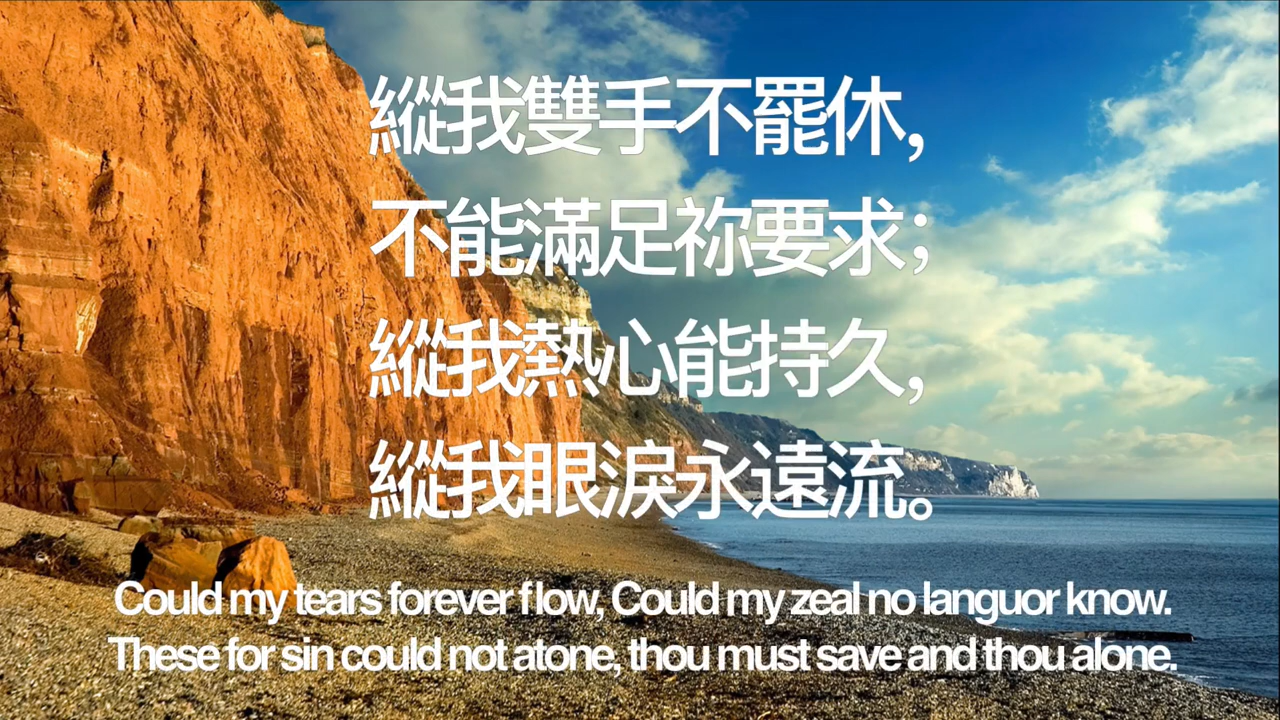 縱我雙手不罷休,
不能滿足祢要求;
縱我熱心能持久,
縱我眼淚永遠流。
Could my tears forever flow, Could my zeal no languor know.
These for sin could not atone, thou must save and thou alone.